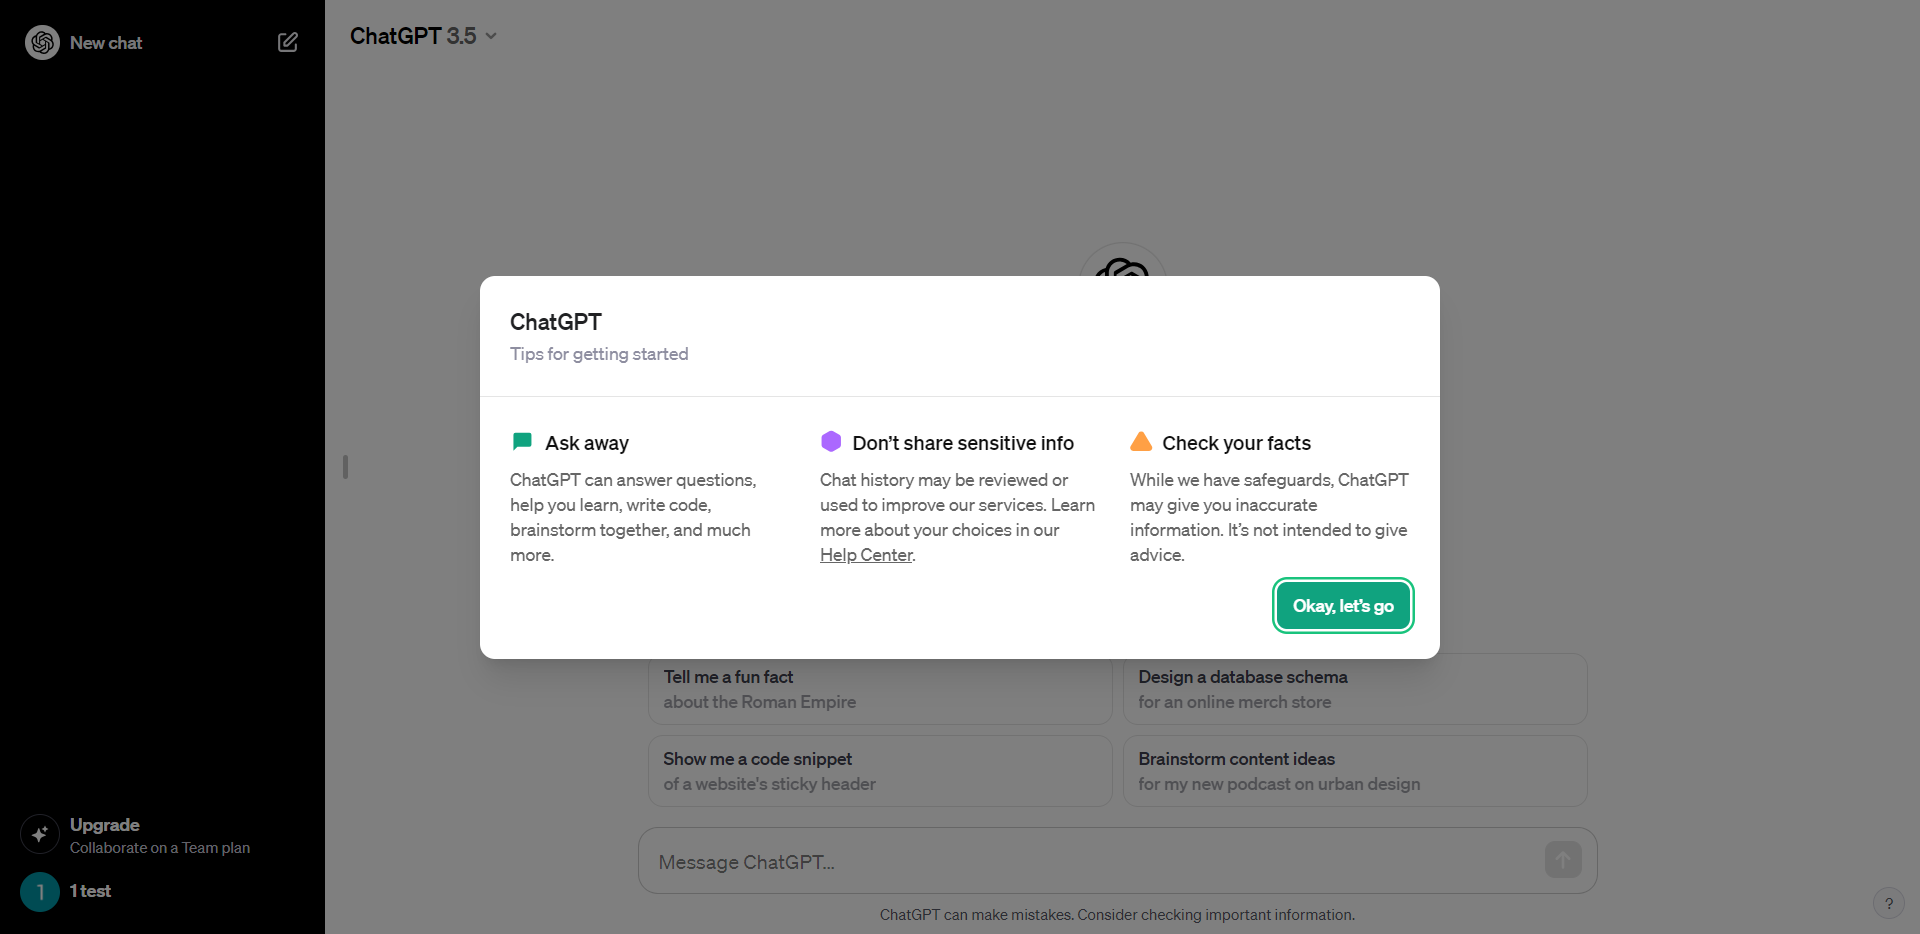 New chat
ChatGPT 3.5
ChatGPT
Tips for getting started
Ask away
ChatGPT can answer questions,
help you learn, write code,
brainstorm together, and much
more.
Don’t share sensitive info
Chat history may be reviewed or
used to improve our services. Learn
more about your choices in our
Help Center.
Check your facts
While we have safeguards, ChatGPT
may give you inaccurate
information. It’s not intended to give
advice.
Okay, let’s go
Tell me a fun fact
about the Roman Empire
Design a database schema
for an online merch store
Show me a code snippet
of a website's sticky header
Brainstorm content ideas
for my new podcast on urban design
Upgrade
Collaborate on a Team plan
1
1 test
Message ChatGPT...
ChatGPT can make mistakes. Consider checking important information.
?